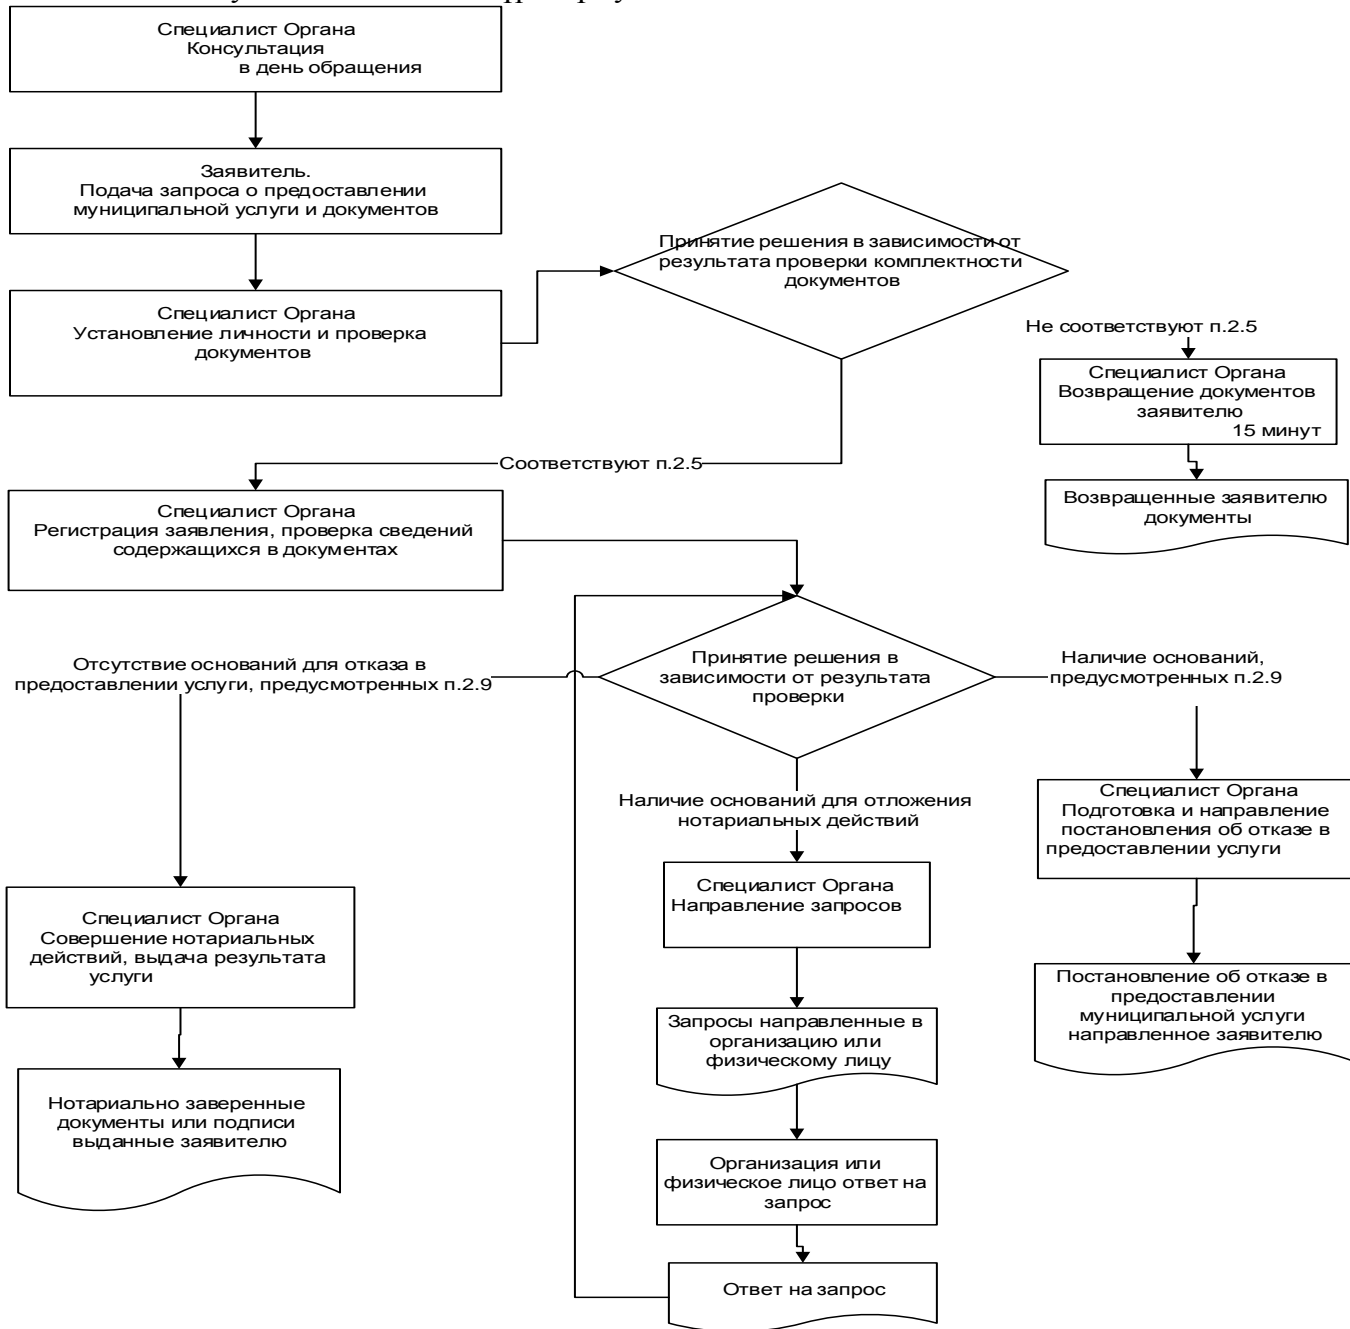 Специалист Органа
Консультация
в день обращения
Заявитель.
Подача запроса о предоставлении
муниципальной услуги и документов
Специалист Органа
Установление личности и проверка
документов
Принятие решения в зависимости от
результата проверки комплектности
документов
Не соответствуют п.2.5
Специалист Органа
Возвращение документов
заявителю
15 минут
Возвращенные заявителю
документы
Соответствуют п.2.5
Специалист Органа
Регистрация заявления, проверка сведений
содержащихся в документах
Принятие решения в
зависимости от результата
проверки
Отсутствие оснований для отказа в
предоставлении услуги, предусмотренных п.2.9
Наличие оснований,
предусмотренных п.2.9
Наличие оснований для отложения
нотариальных действий
Специалист Органа
Подготовка и направление
постановления об отказе в
предоставлении услуги
Специалист Органа
Направление запросов
Специалист Органа
Совершение нотариальных
действий, выдача результата
услуги
Постановление об отказе в
предоставлении
муниципальной услуги
направленное заявителю
Запросы направленные в
организацию или
физическому лицу
Нотариально заверенные
документы или подписи
выданные заявителю
Организация или
физическое лицо ответ на
запрос
Ответ на запрос